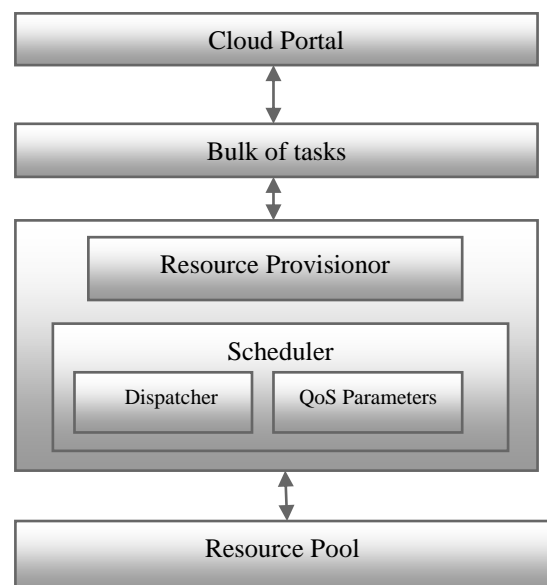 Cloud Portal
Bulk of tasks
Resource Provisionor
Scheduler
Dispatcher
QoS Parameters
Resource Pool